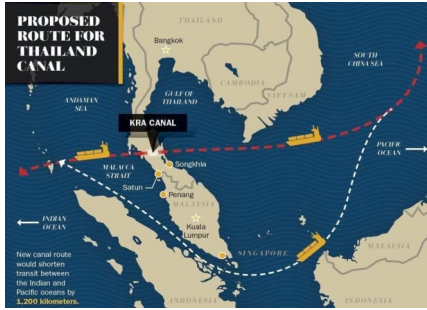 PROPOSED
ROUTE FOR
THAILAND
CANAL
THAILAND
Bangkok
SOUTH
CHINA SEA
CAMBODIA
VIETNAM
ANDAMAN
SEA
GULF OF
THAILAND
KRA CANAL
PACIFIC
OCEAN
MALACCA
STRAIT
Songkhla
Satun
Penang
MALAYSIA
INDIAN
OCEAN
Kuala
Lumpur
MALAYSIA
SINGAPORE
New canal route
would shorten
transit between
the Indian and
Pacific oceans by
1,200 kilometers.
INDONESIA
INDONESIA